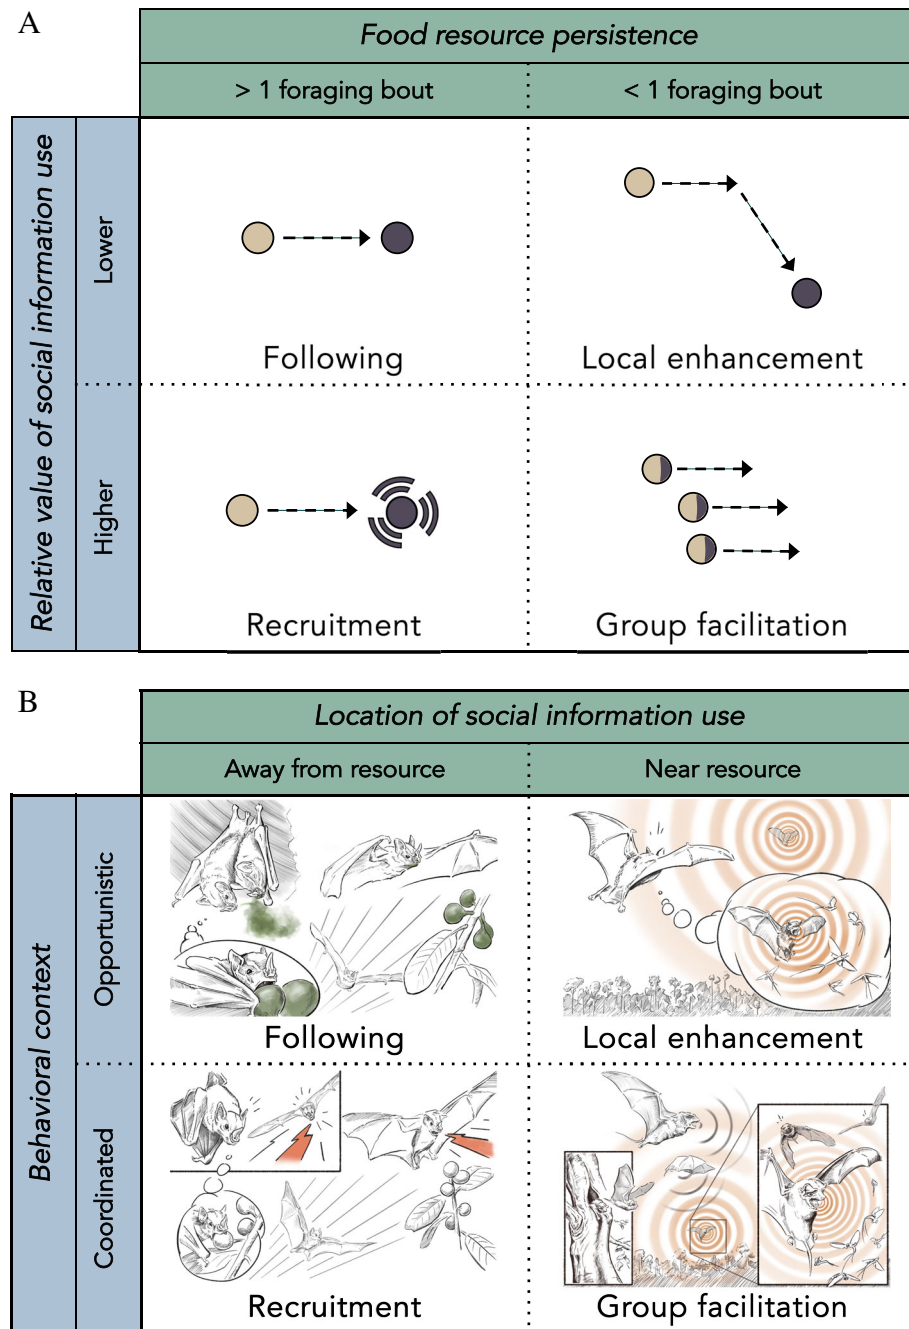 A
Food resource persistence
> 1 foraging bout
< 1 foraging bout
Relative value of social information use
Lower
Following
Local enhancement
Higher
Recruitment
Group facilitation
B
Location of social information use
Away from resource
Near resource
Behavioral context
Opportunistic
Following
Local enhancement
Coordinated
Recruitment
Group facilitation